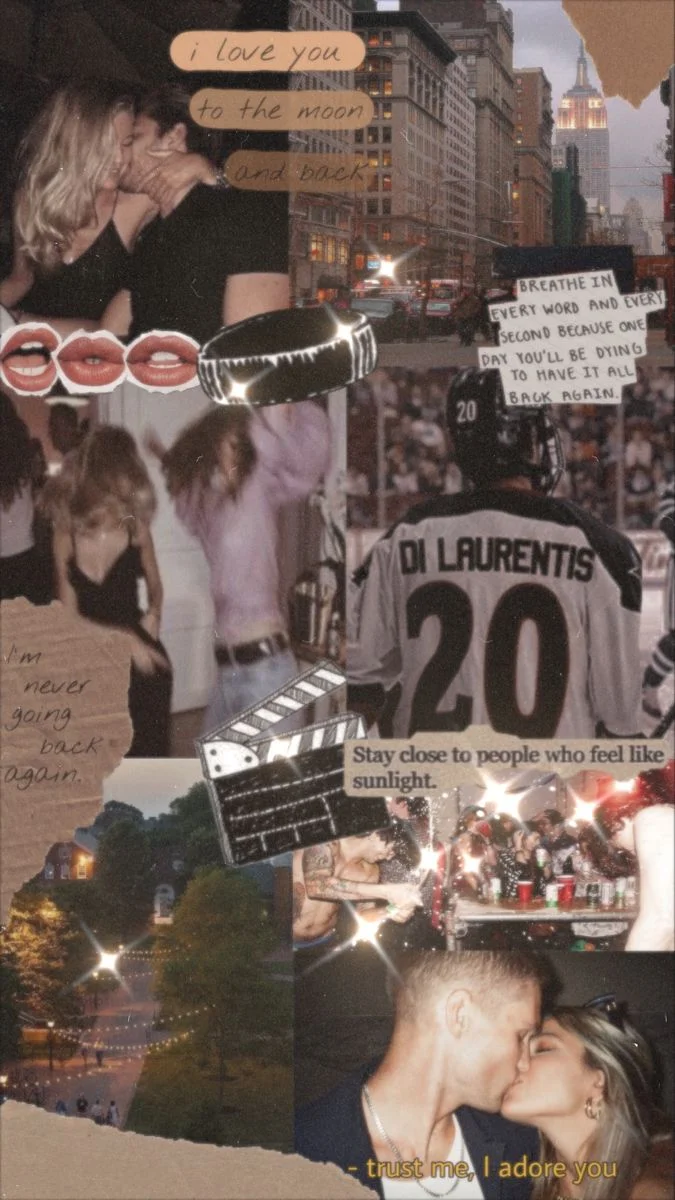 i love you
to the moon
and back
BREATHE IN
EVERY WORD AND EVERY
SECOND BECAUSE ONE
DAY YOU'LL BE DYING
TO HAVE IT ALL
BACK AGAIN.
20
DI LAURENTIS
20
I'm
never
going
back
again.
Stay close to people who feel like
sunlight.
- trust me, I adore you